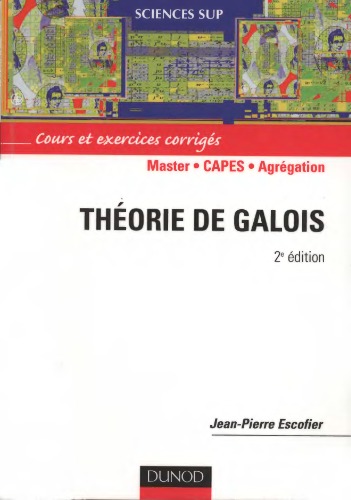 SCIENCES SUP
Cours et exercices corrigés
Master • CAPES • Agrégation
THÉORIE DE GALOIS
2e édition
Jean-Pierre Escofier
DUNOD